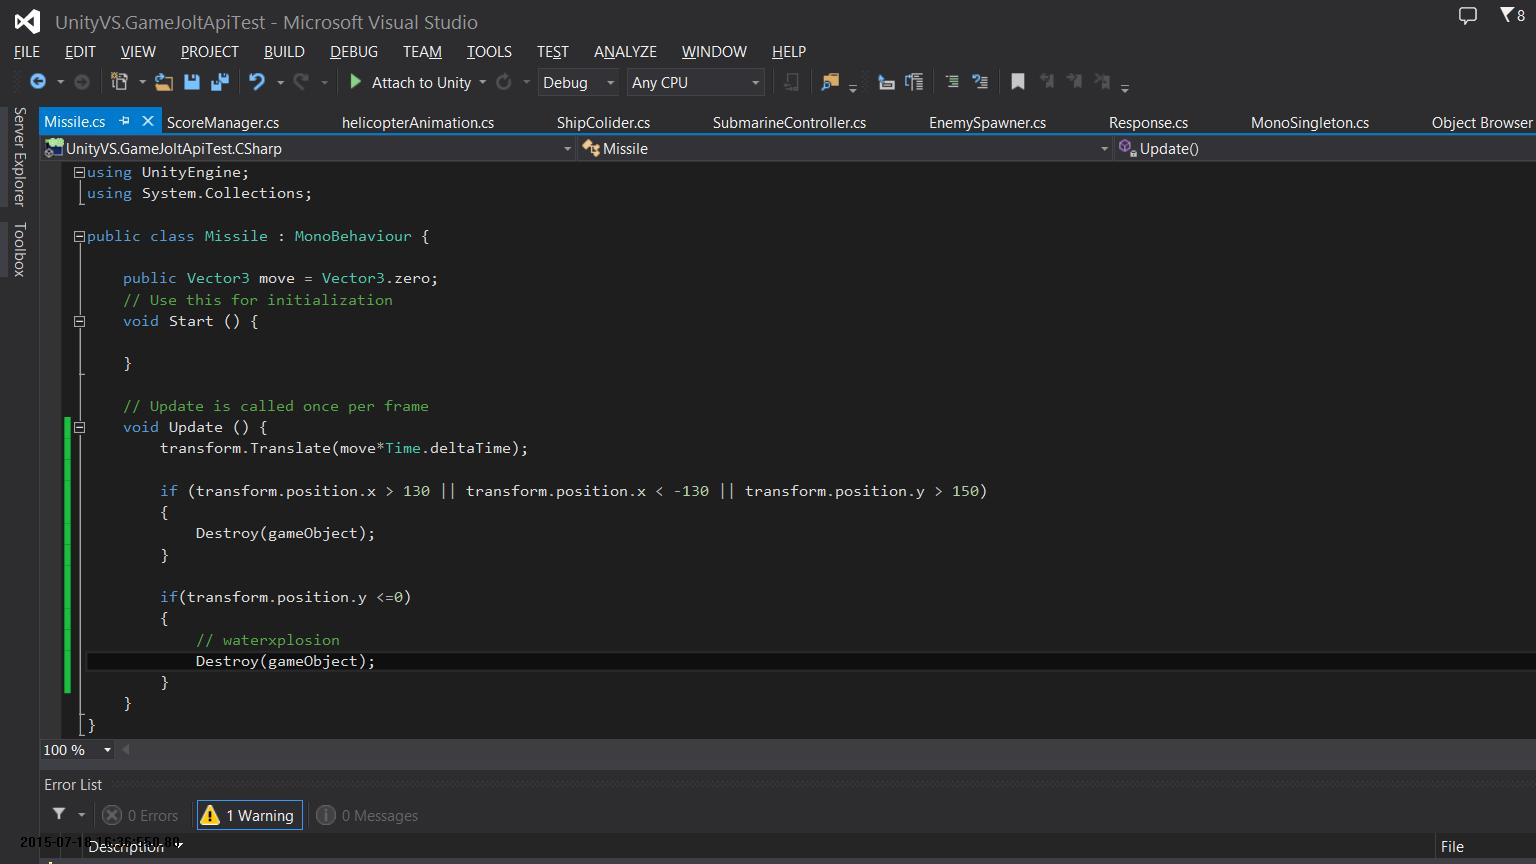 UnityVS.GameJoltApiTest - Microsoft Visual Studio
8
FILE EDIT VIEW PROJECT BUILD DEBUG TEAM TOOLS TEST ANALYZE WINDOW HELP
Attach to Unity Debug Any CPU
Server Explorer
Toolbox
Missile.cs ScoreManager.cs helicopterAnimation.cs ShipColider.cs SubmarineController.cs EnemySpawner.cs Response.cs MonoSingleton.cs Object Browser
UnityVS.GameJoltApiTest.CSharp Missile Update()
using UnityEngine;
using System.Collections;
public class Missile : MonoBehaviour {
public Vector3 move = Vector3.zero;
// Use this for initialization
void Start () {
}
// Update is called once per frame
void Update () {
transform.Translate(move*Time.deltaTime);
if (transform.position.x > 130 || transform.position.x < -130 || transform.position.y > 150)
{
Destroy(gameObject);
}
if(transform.position.y <=0)
{
// waterxplosion
Destroy(gameObject);
}
}
}
100 %
Error List
0 Errors 1 Warning 0 Messages
Description File